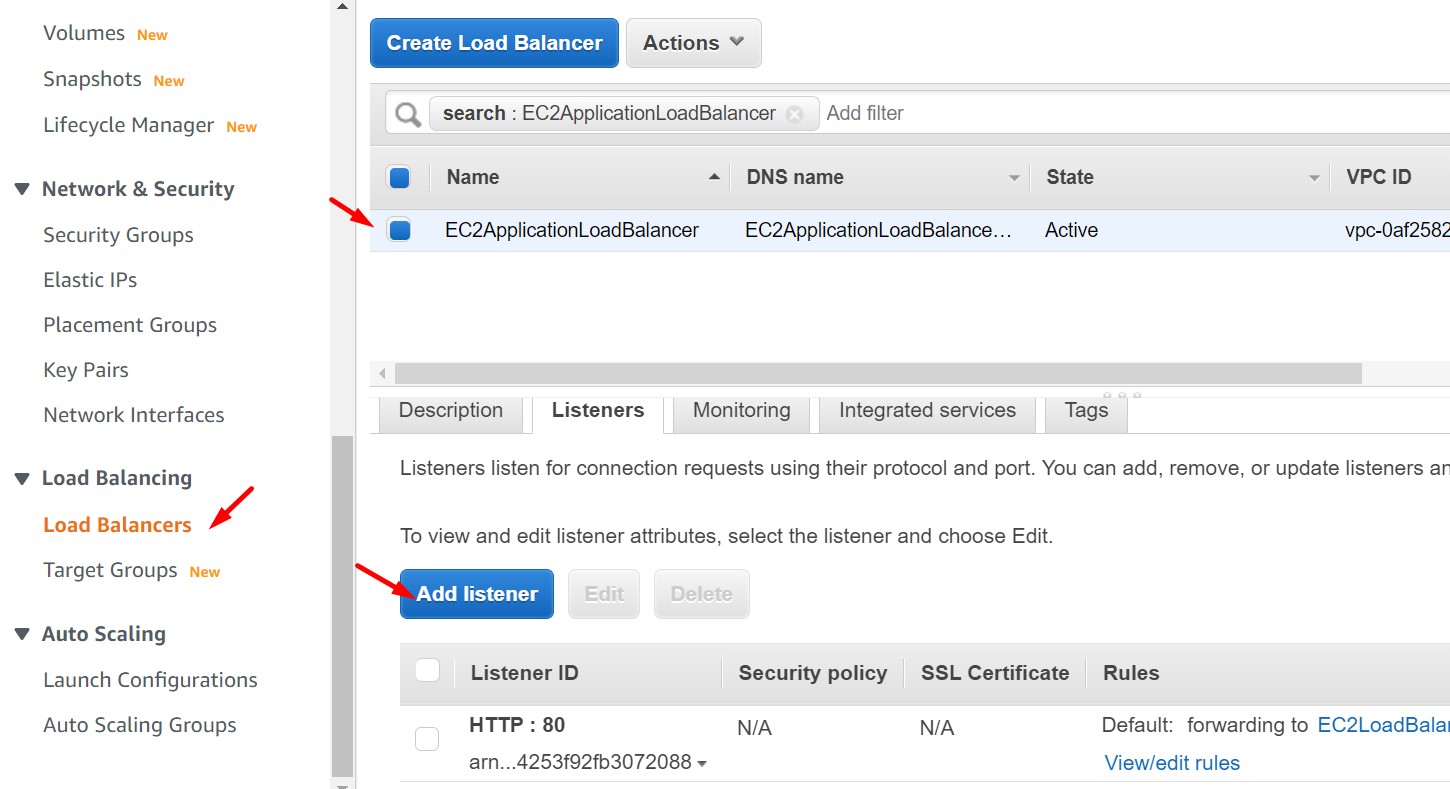 Volumes New
Snapshots New
Lifecycle Manager New
Network & Security
Security Groups
Elastic IPs
Placement Groups
Key Pairs
Network Interfaces
Load Balancing
Load Balancers
Target Groups New
Auto Scaling
Launch Configurations
Auto Scaling Groups
Create Load Balancer Actions
search : EC2ApplicationLoadBalancer Add filter
Name DNS name State VPC ID
EC2ApplicationLoadBalancer EC2ApplicationLoadBalance… Active vpc-0af2582
Description Listeners Monitoring Integrated services Tags
Listeners listen for connection requests using their protocol and port. You can add, remove, or update listeners an
To view and edit listener attributes, select the listener and choose Edit.
Add listener Edit Delete
Listener ID Security policy SSL Certificate Rules
HTTP : 80 N/A N/A Default: forwarding to EC2LoadBalan
arn...4253f92fb3072088 View/edit rules